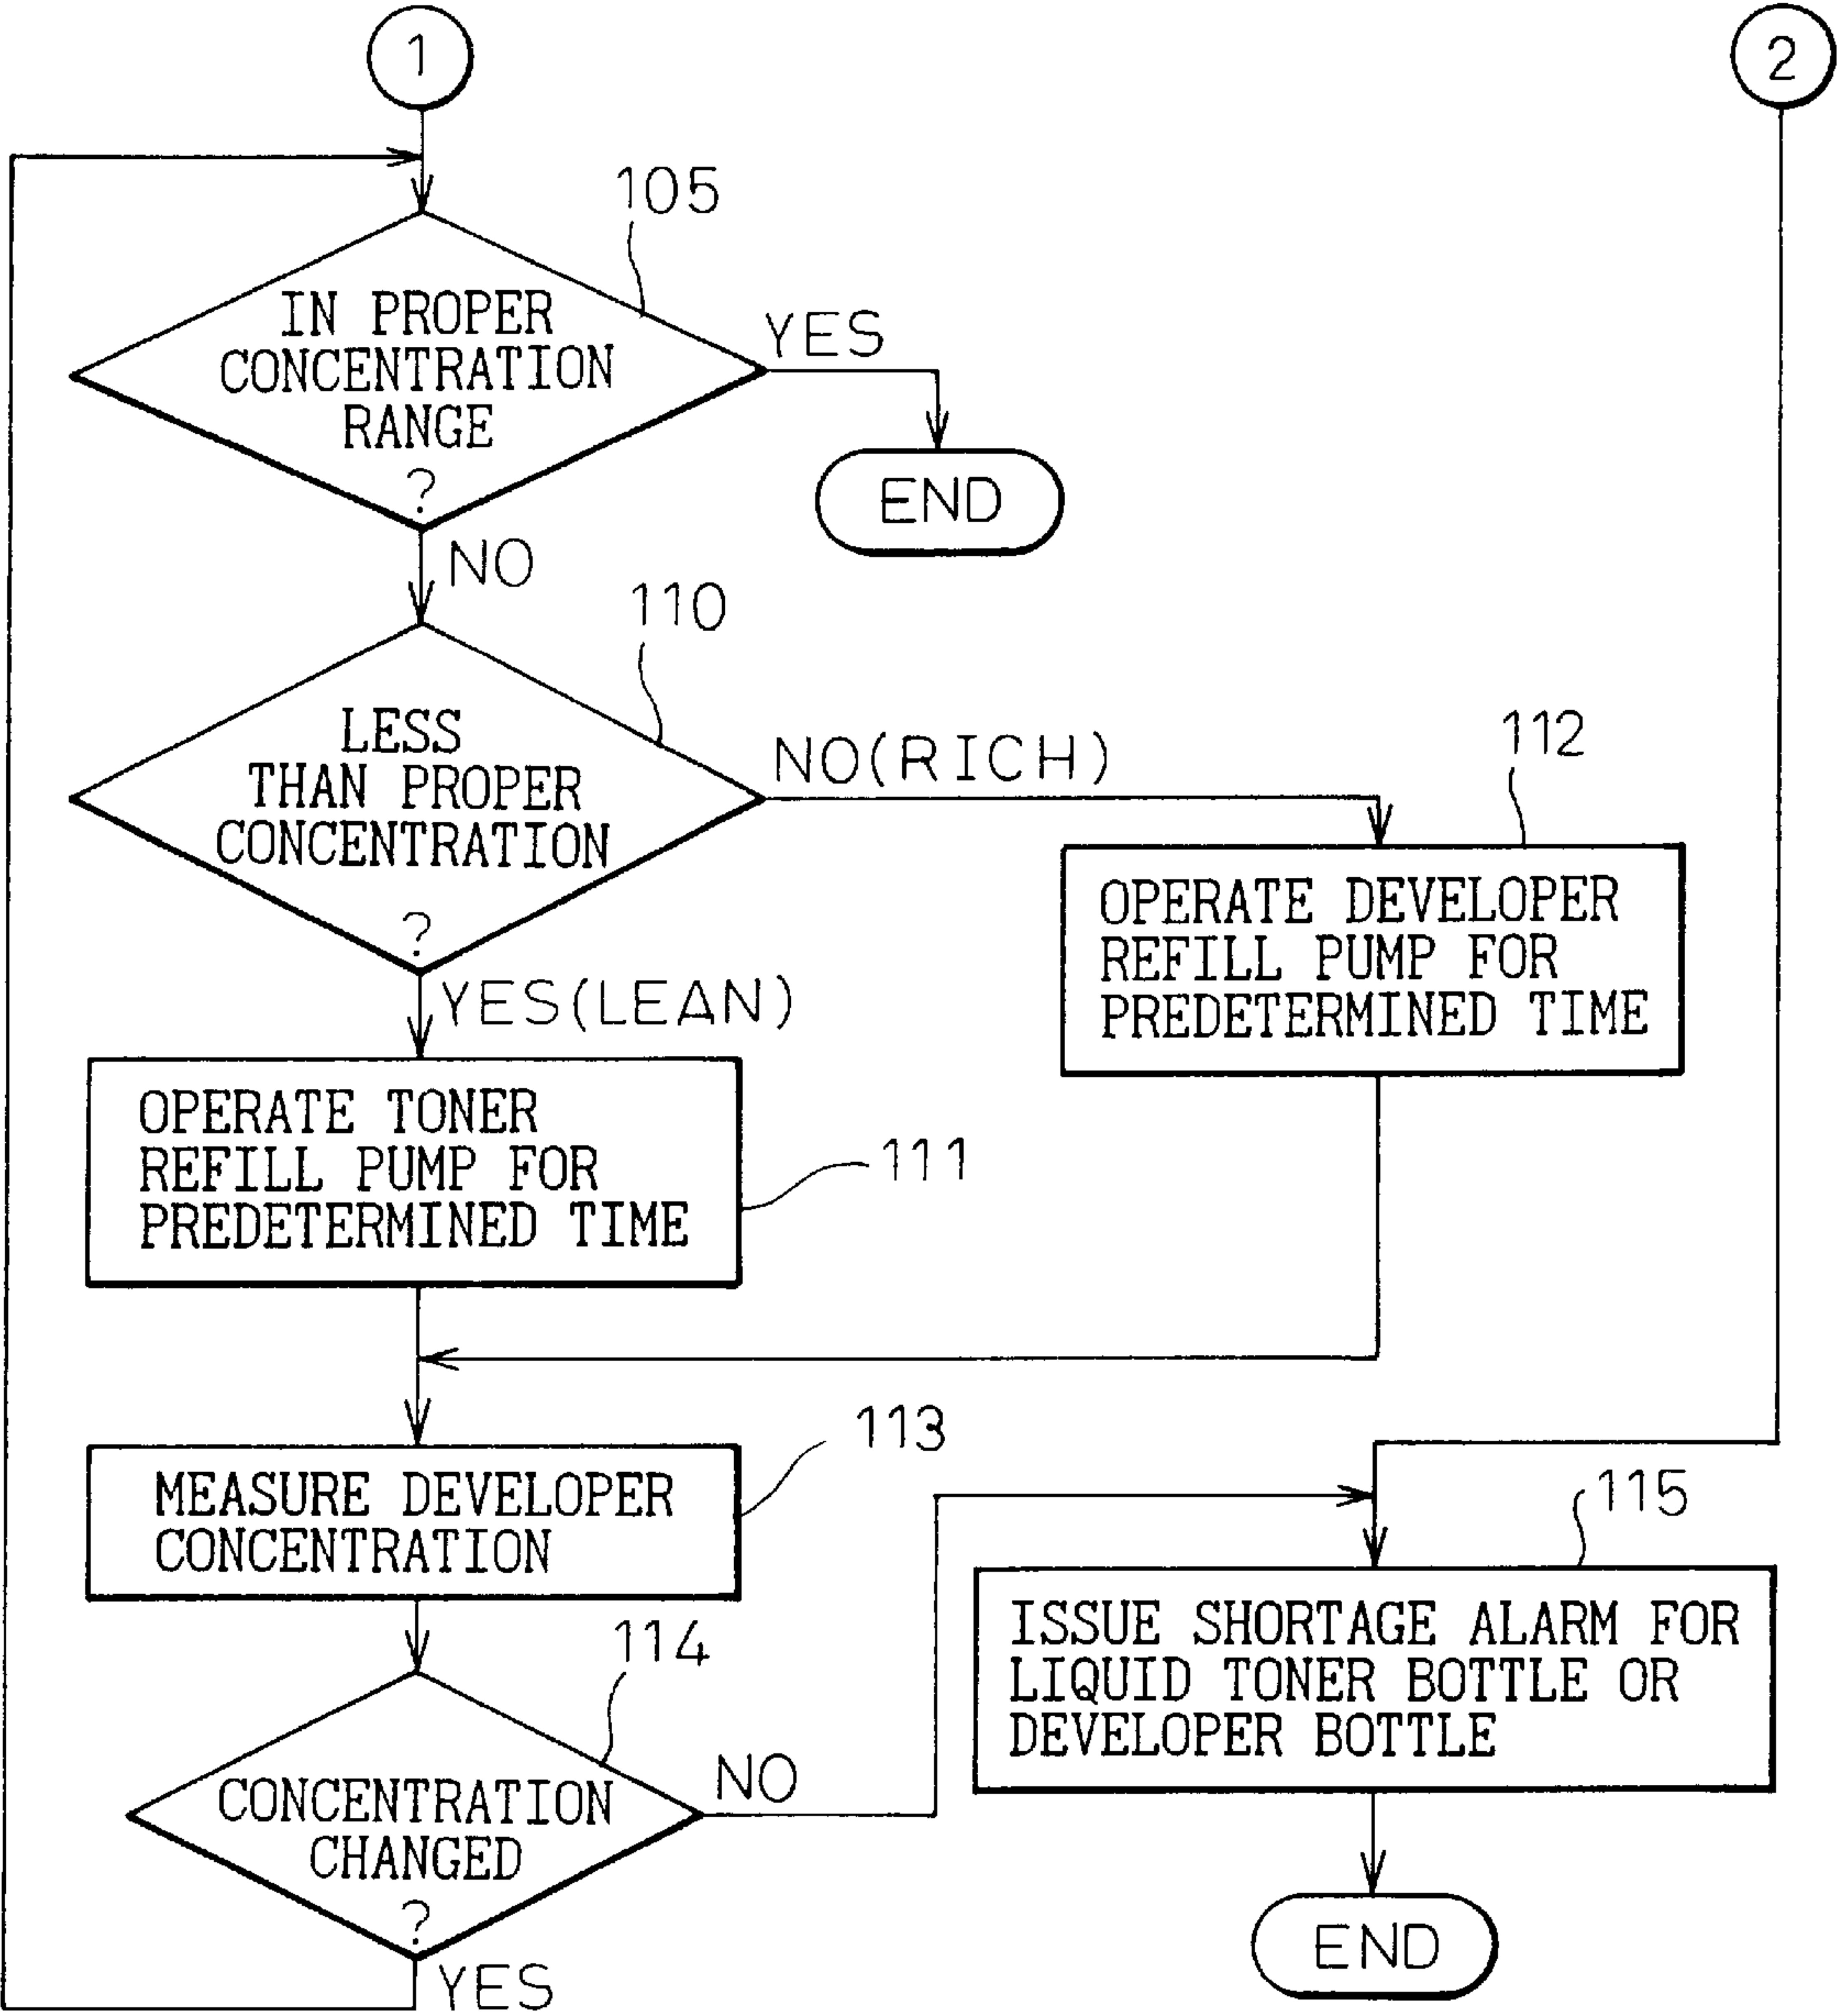 1
2
105
IN PROPER
CONCENTRATION
RANGE
?
YES
END
NO
110
LESS
THAN PROPER
CONCENTRATION
?
NO(RICH)
112
OPERATE DEVELOPER
REFILL PUMP FOR
PREDETERMINED TIME
YES(LEAN)
OPERATE TONER
REFILL PUMP FOR
PREDETERMINED TIME
111
113
MEASURE DEVELOPER
CONCENTRATION
115
ISSUE SHORTAGE ALARM FOR
LIQUID TONER BOTTLE OR
DEVELOPER BOTTLE
114
CONCENTRATION
CHANGED
?
NO
YES
END